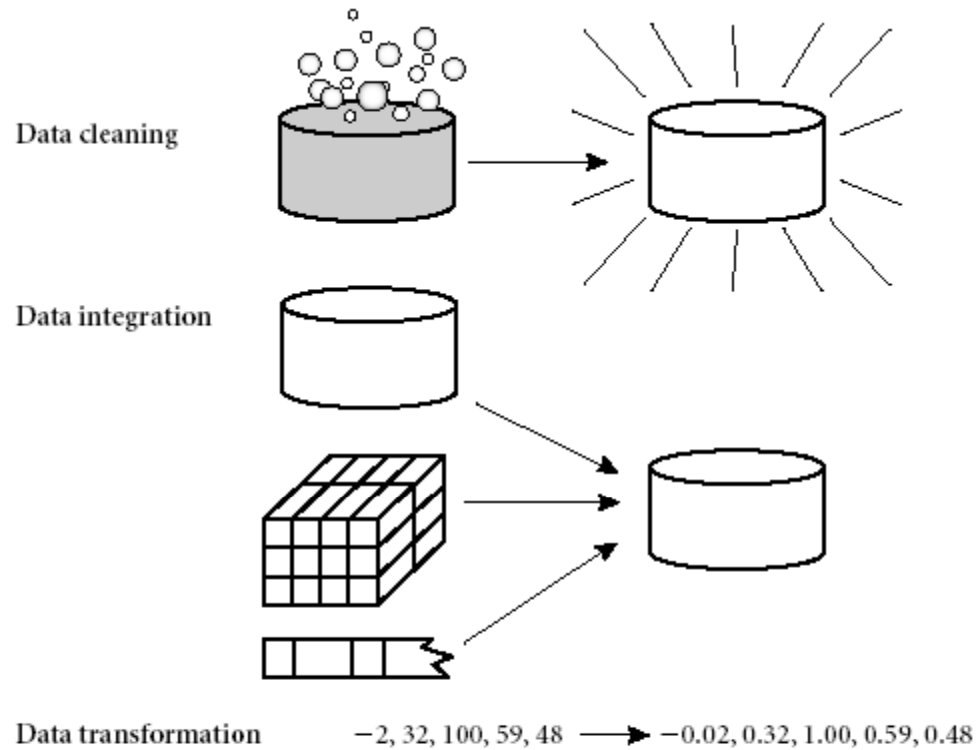 Data cleaning
Data integration
Data transformation −2, 32, 100, 59, 48 −0.02, 0.32, 1.00, 0.59, 0.48